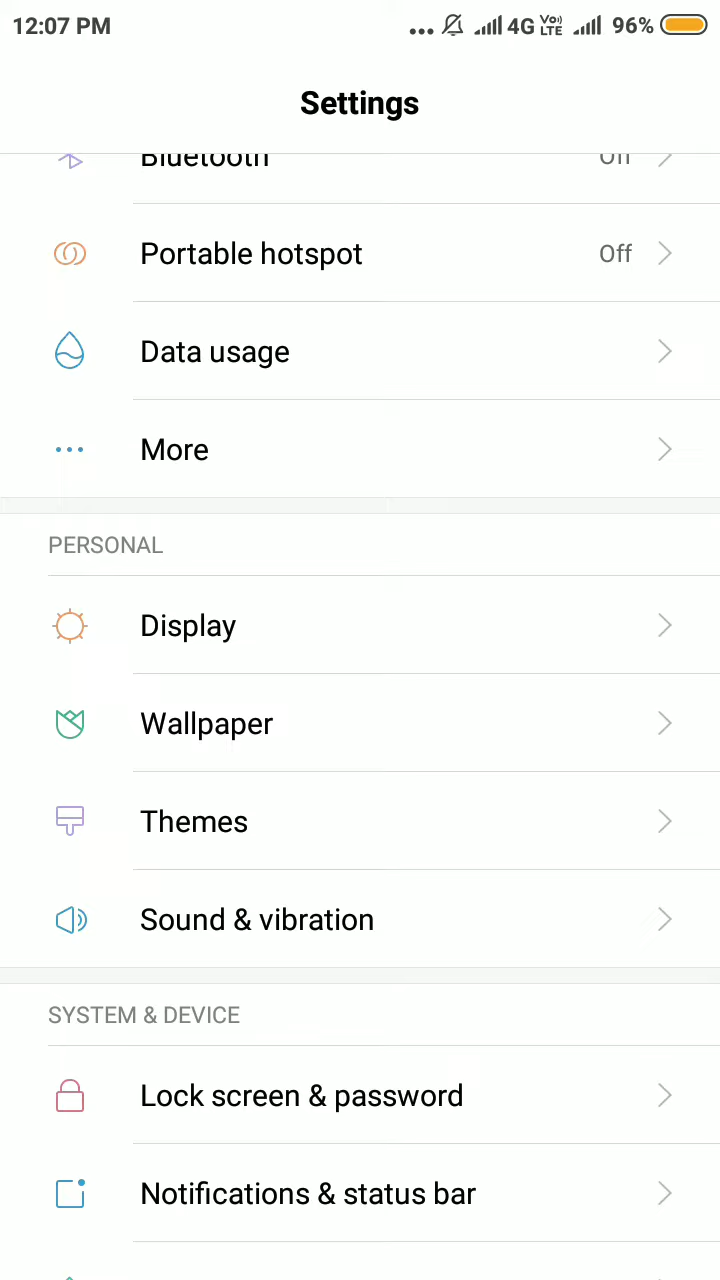 12:07 PM ... 4G VoLTE 96%
Settings
Bluetooth Off
Portable hotspot Off
Data usage
More
PERSONAL
Display
Wallpaper
Themes
Sound & vibration
SYSTEM & DEVICE
Lock screen & password
Notifications & status bar